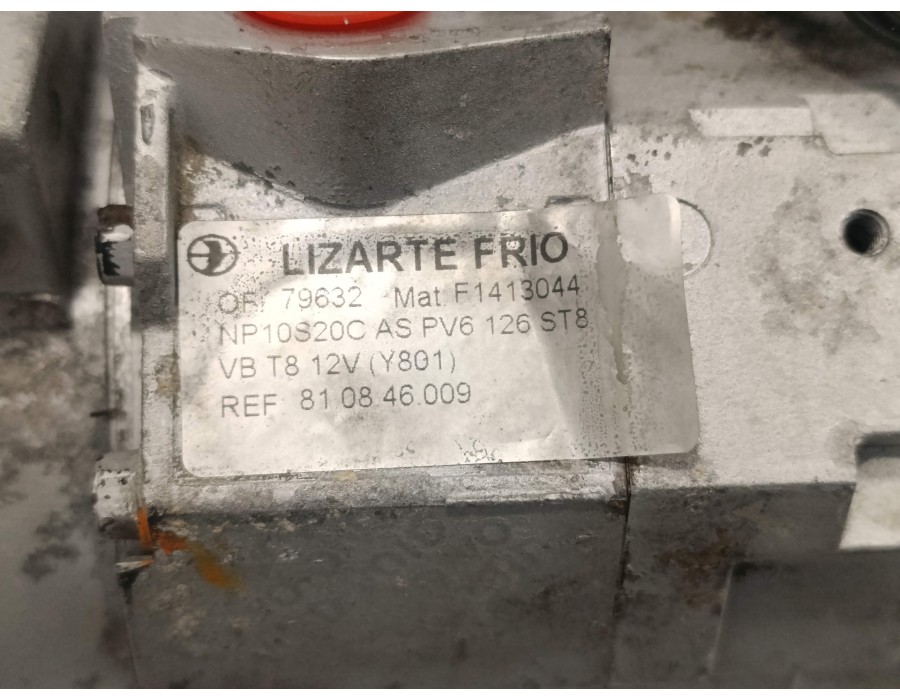 LIZARTE FRIO
OF: 79632 Mat. F1413044
NP10S20C AS PV6 126 ST8
VB T8 12V (Y801)
REF 81.08.46.009